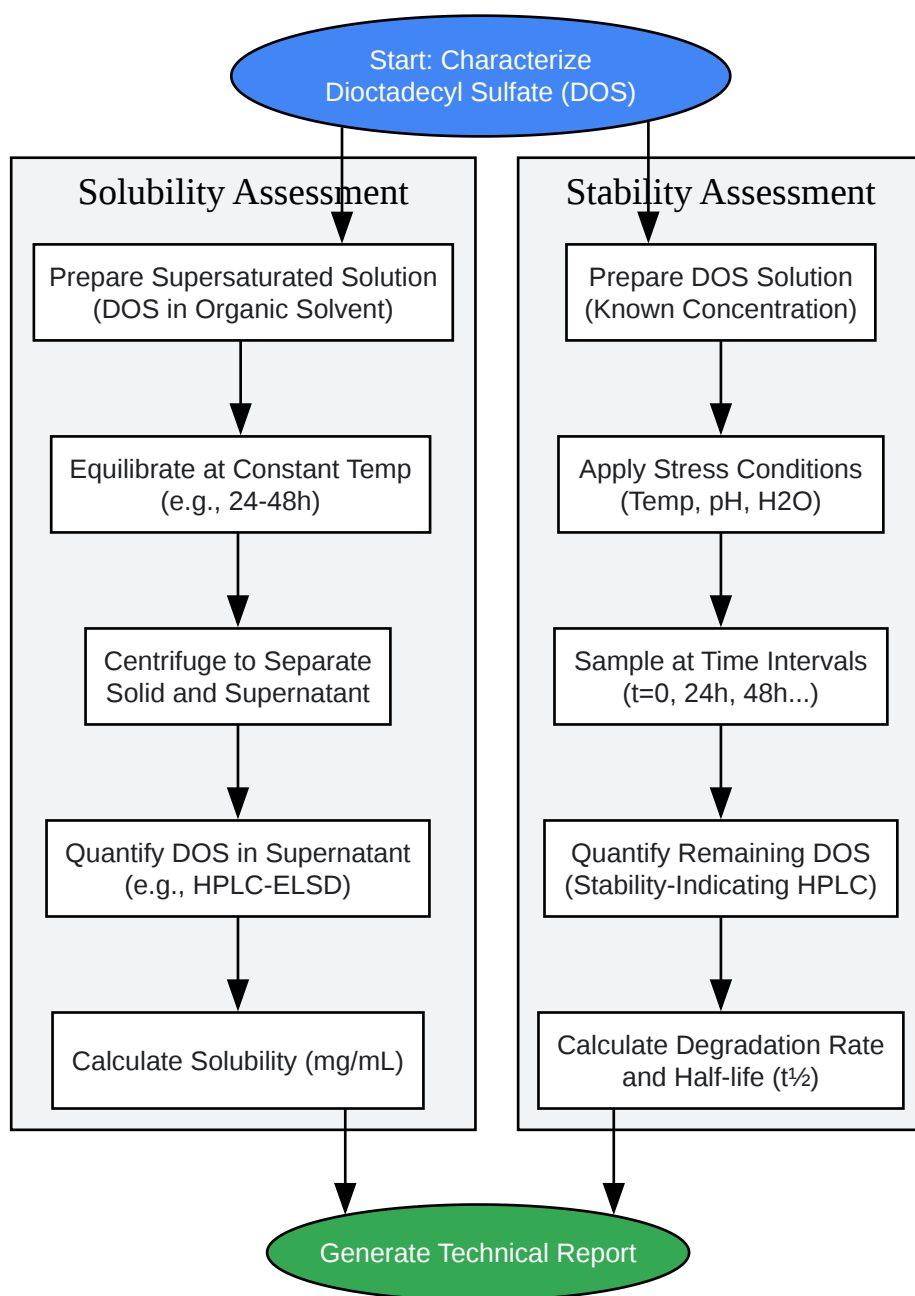 Start: Characterize
Dioctadecyl Sulfate (DOS)
Solubility Assessment
Prepare Supersaturated Solution
(DOS in Organic Solvent)
Equilibrate at Constant Temp
(e.g., 24-48h)
Centrifuge to Separate
Solid and Supernatant
Quantify DOS in Supernatant
(e.g., HPLC-ELSD)
Calculate Solubility (mg/mL)
Stability Assessment
Prepare DOS Solution
(Known Concentration)
Apply Stress Conditions
(Temp, pH, H2O)
Sample at Time Intervals
(t=0, 24h, 48h...)
Quantify Remaining DOS
(Stability-Indicating HPLC)
Calculate Degradation Rate
and Half-life (t½)
Generate Technical Report